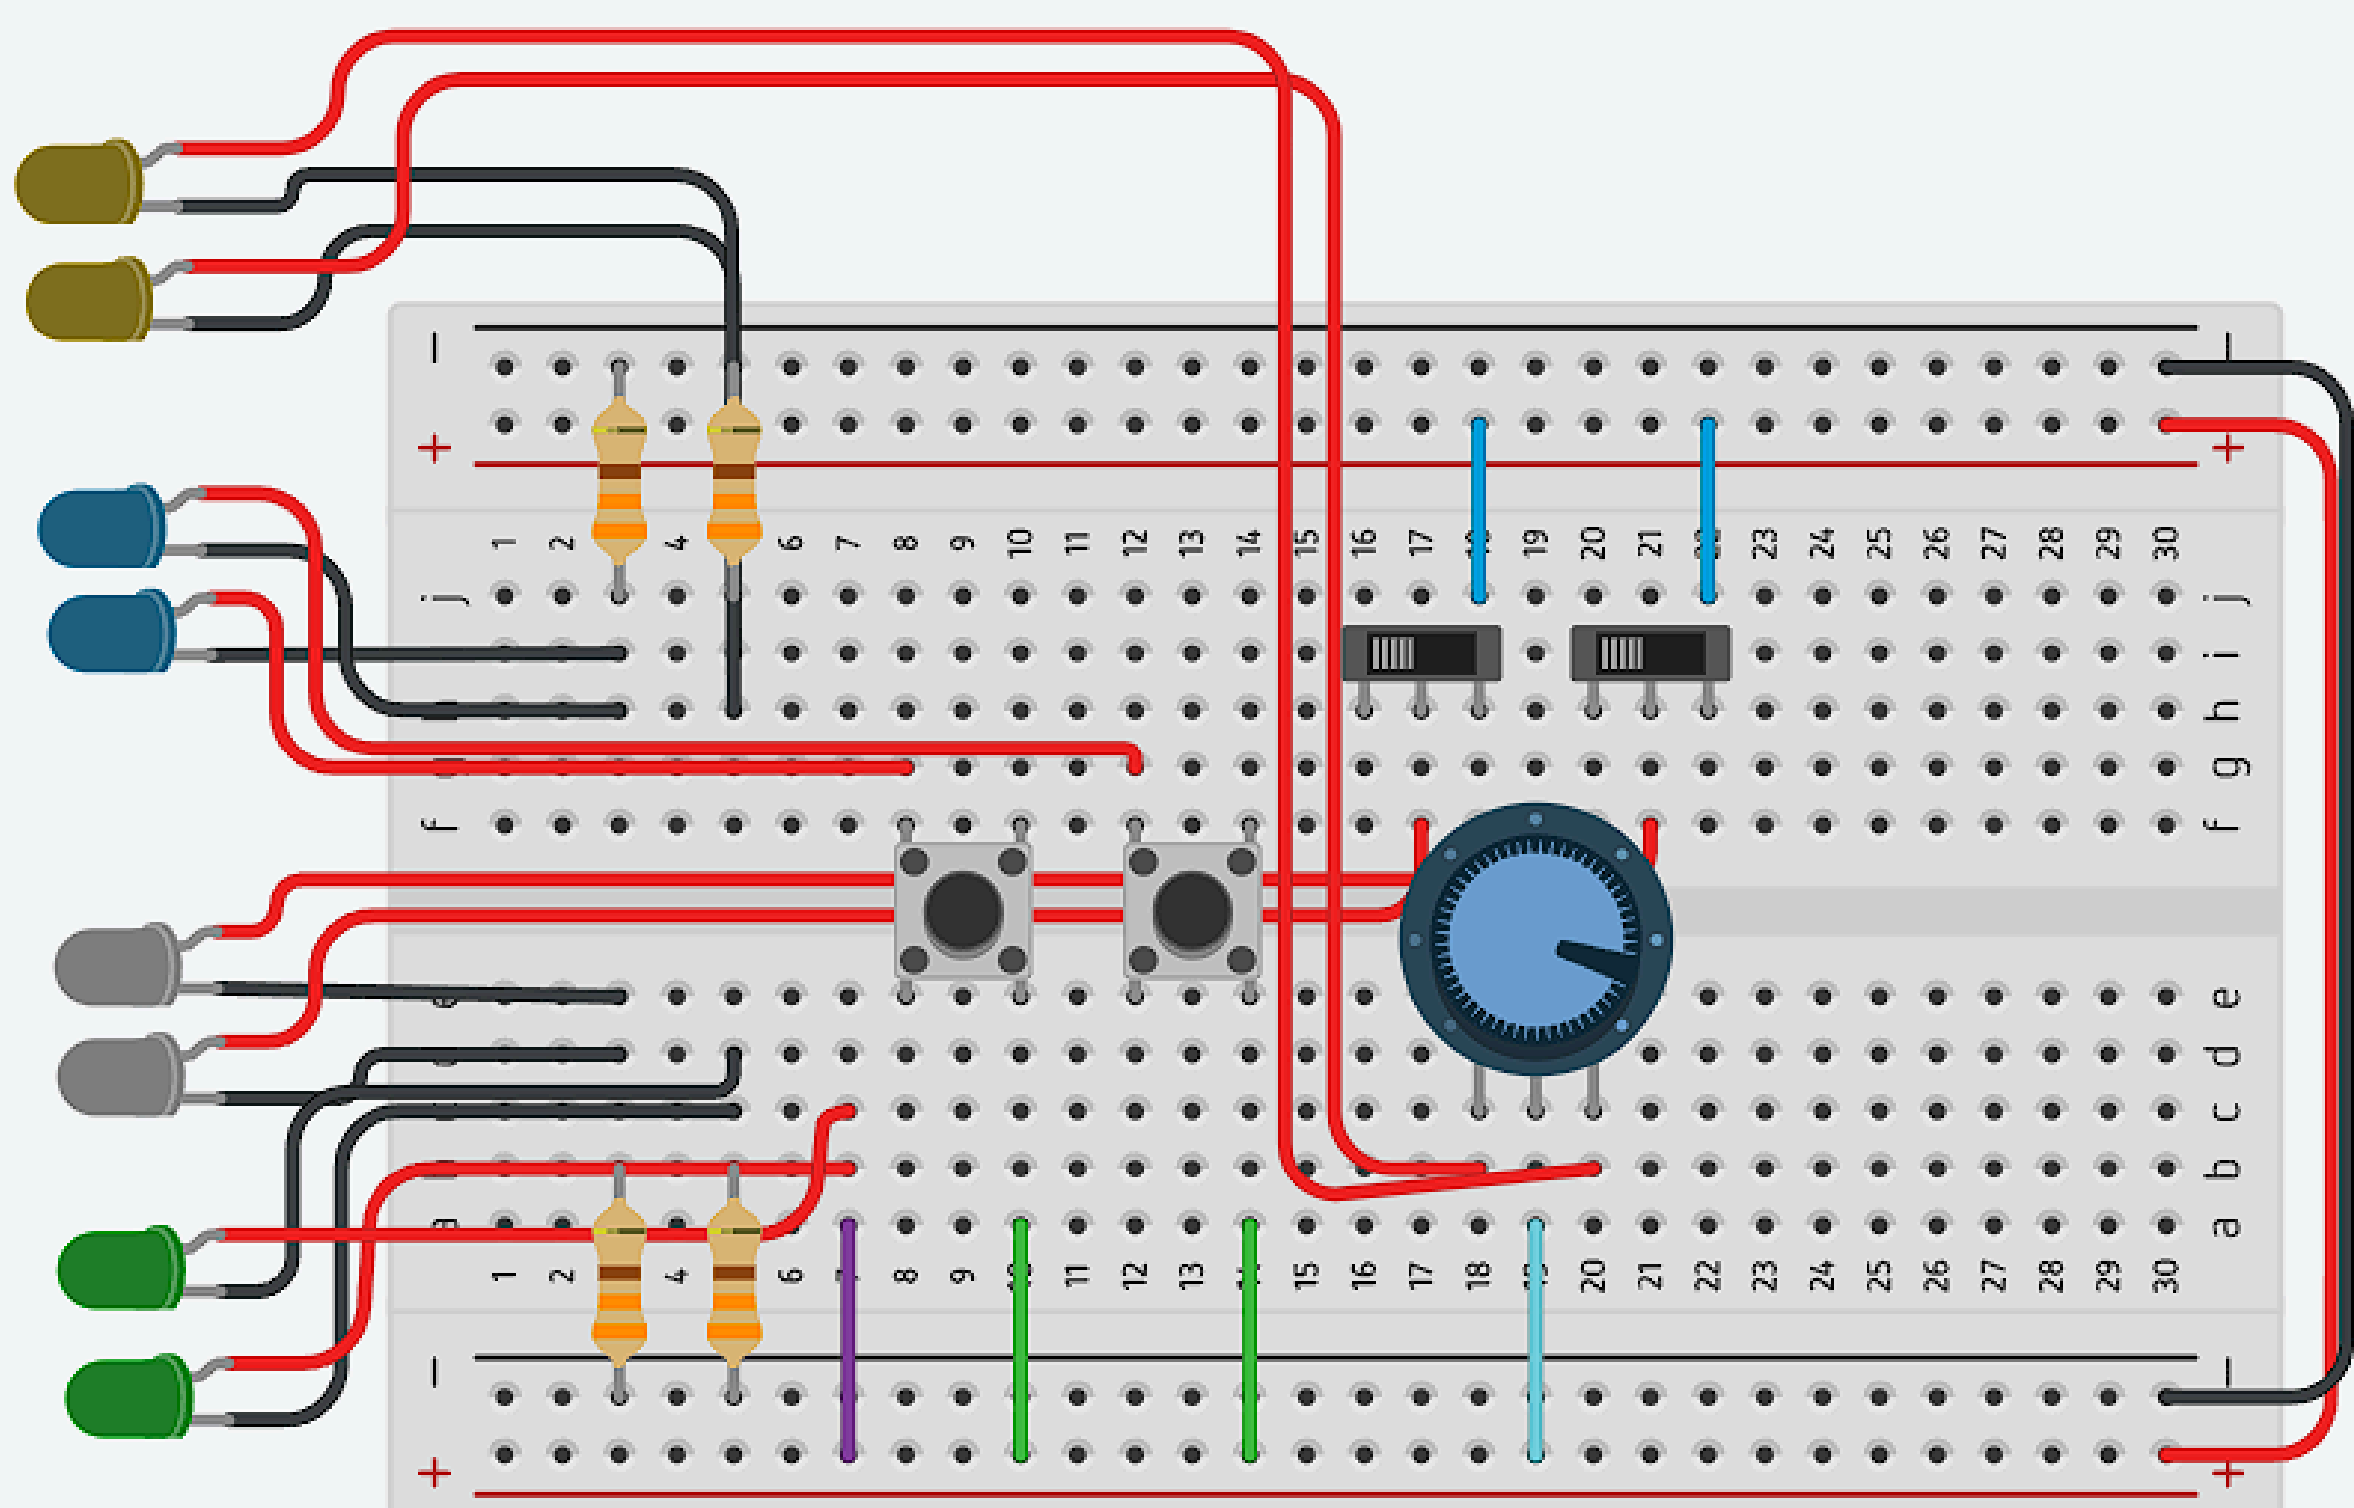 − −
+ +
1 2 4 6 7 8 9 10 11 12 13 14 15 16 17 19 20 21 23 24 25 26 27 28 29 30
j j
i
h
g
f f
e
d
c
b
a a
1 2 4 6 8 9 11 12 13 15 16 17 18 20 21 22 23 24 25 26 27 28 29 30
− −
+ +